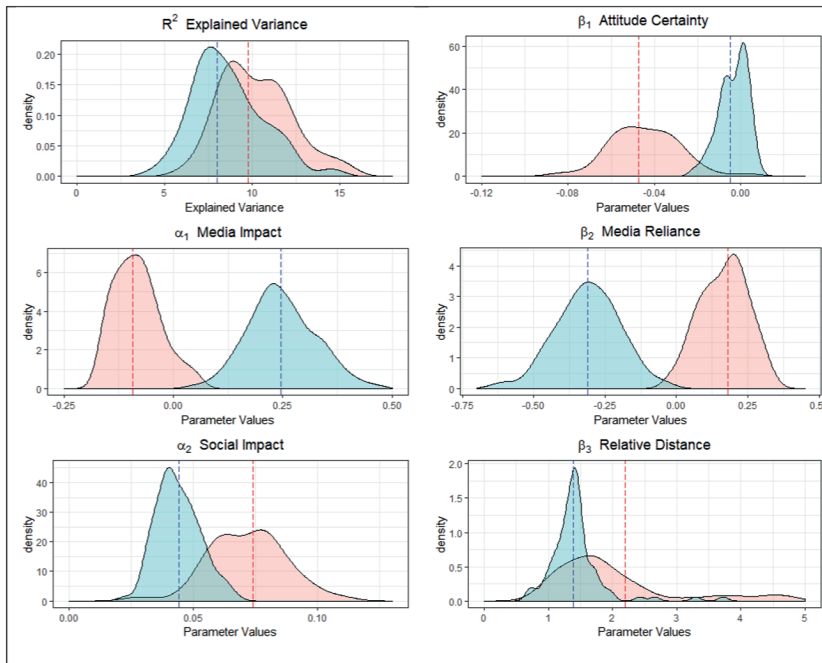 R² Explained Variance
density
0.20
0.15
0.10
0.05
0.00
0 5 10 15
Explained Variance
β₁ Attitude Certainty
density
60
40
20
0
-0.12 -0.08 -0.04 0.00
Parameter Values
α₁ Media Impact
density
6
4
2
0
-0.25 0.00 0.25 0.50
Parameter Values
β₂ Media Reliance
density
4
3
2
1
0
-0.75 -0.50 -0.25 0.00 0.25 0.50
Parameter Values
α₂ Social Impact
density
40
30
20
10
0
0.00 0.05 0.10
Parameter Values
β₃ Relative Distance
density
2.0
1.5
1.0
0.5
0.0
0 1 2 3 4 5
Parameter Values